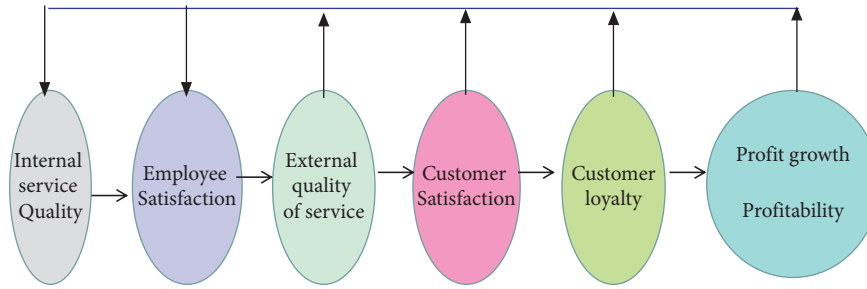 Internal
service
Quality
Employee
Satisfaction
External
quality
of service
Customer
Satisfaction
Customer
loyalty
Profit growth
Profitability